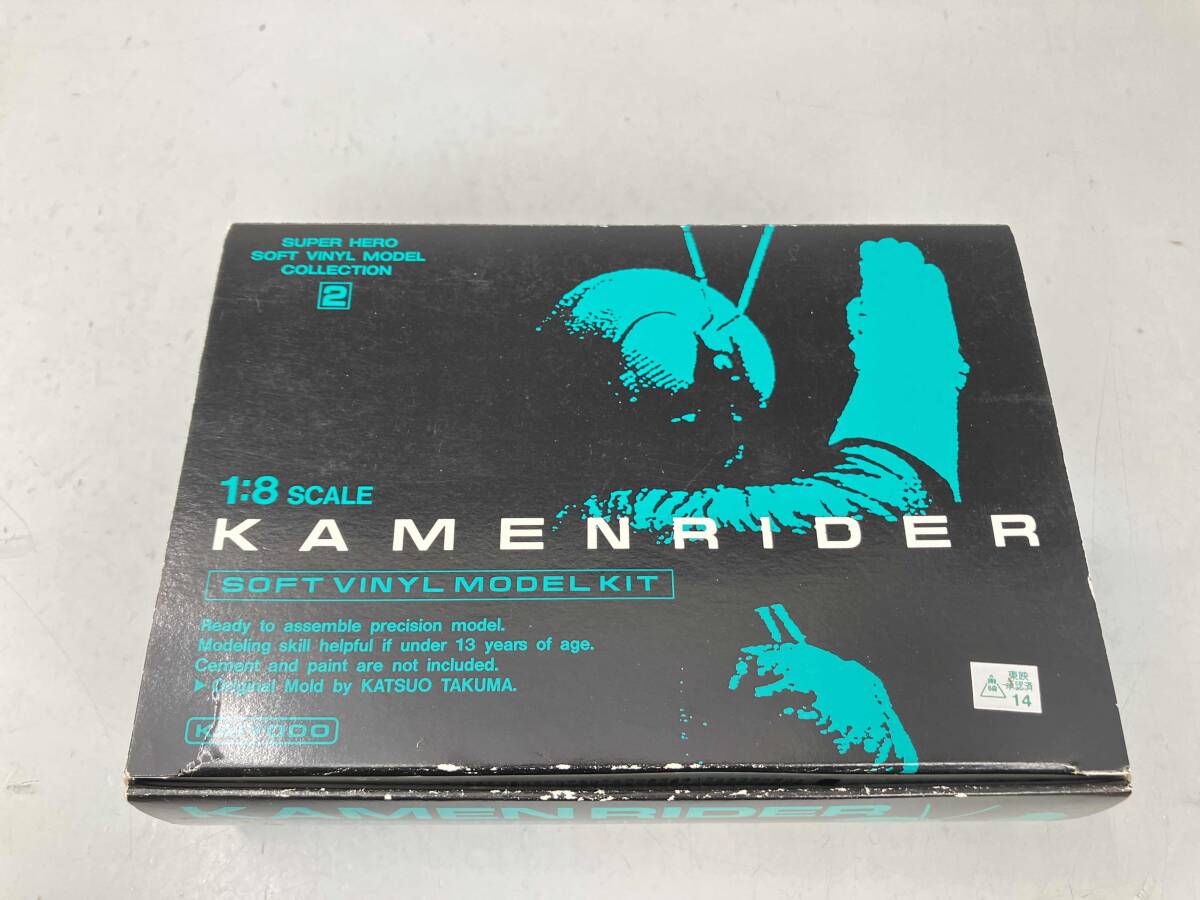 SUPER HERO
SOFT VINYL MODEL
COLLECTION
2
1:8 SCALE
KAMENRIDER
SOFT VINYL MODEL KIT
Ready to assemble precision model.
Modeling skill helpful if under 13 years of age.
Cement and paint are not included.
▶ Original Mold by KATSUO TAKUMA.
東映
承認済
14
KAMEN RIDER